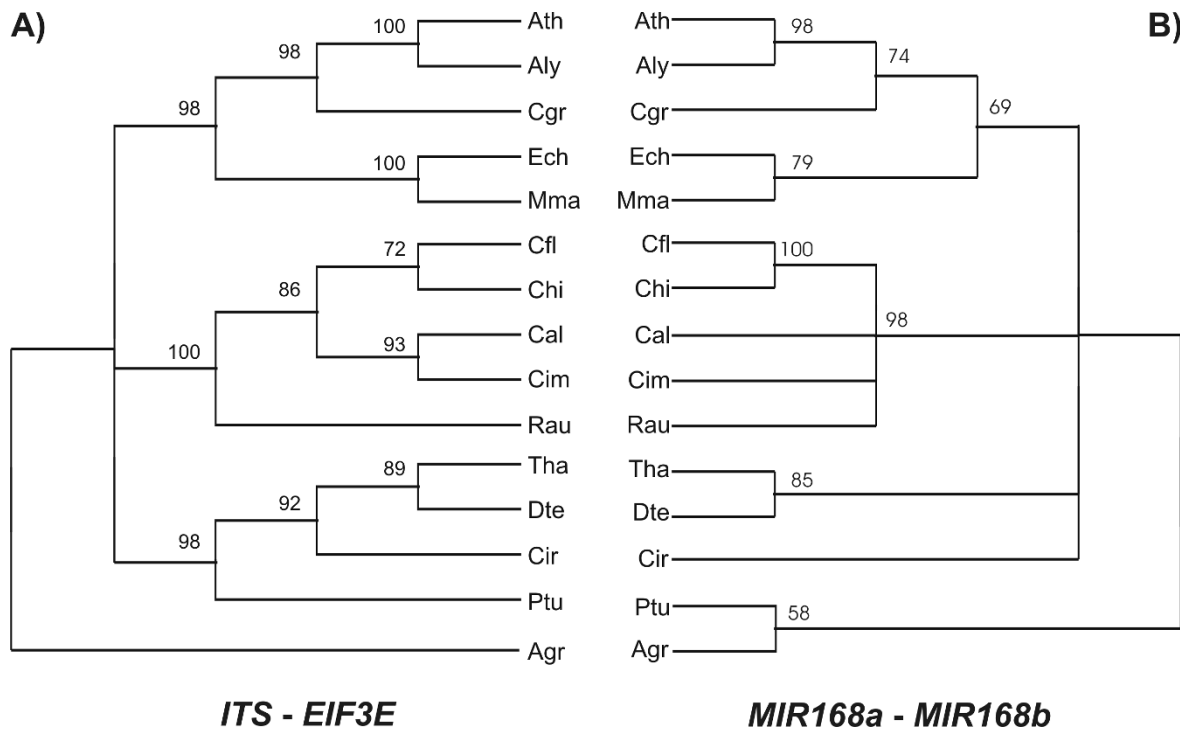 A)
B)
100
98
98
100
72
86
93
100
89
92
98
Ath
Aly
Cgr
Ech
Mma
Cfl
Chi
Cal
Cim
Rau
Tha
Dte
Cir
Ptu
Agr
ITS - EIF3E
Ath
Aly
Cgr
Ech
Mma
Cfl
Chi
Cal
Cim
Rau
Tha
Dte
Cir
Ptu
Agr
98
74
69
79
100
98
85
58
MIR168a - MIR168b